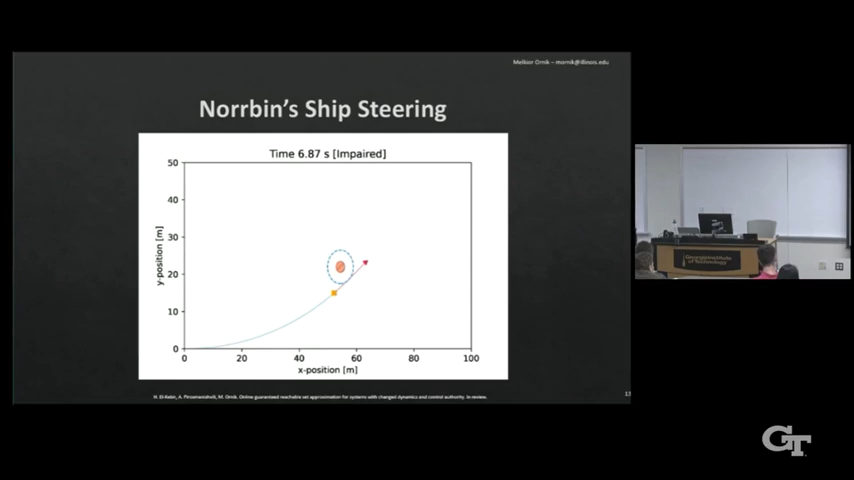 Melkior Ornik – mornik@illinois.edu
Norrbin's Ship Steering
Time 6.87 s [Impaired]
50
40
30
20
10
0
y-position [m]
0 20 40 60 80 100
x-position [m]
N. El-Kebir, A. Pirosmanishvili, M. Ornik. Online guaranteed reachable set approximation for systems with changed dynamics and control authority. In review.
13
Georgia Institute
of Technology
GT